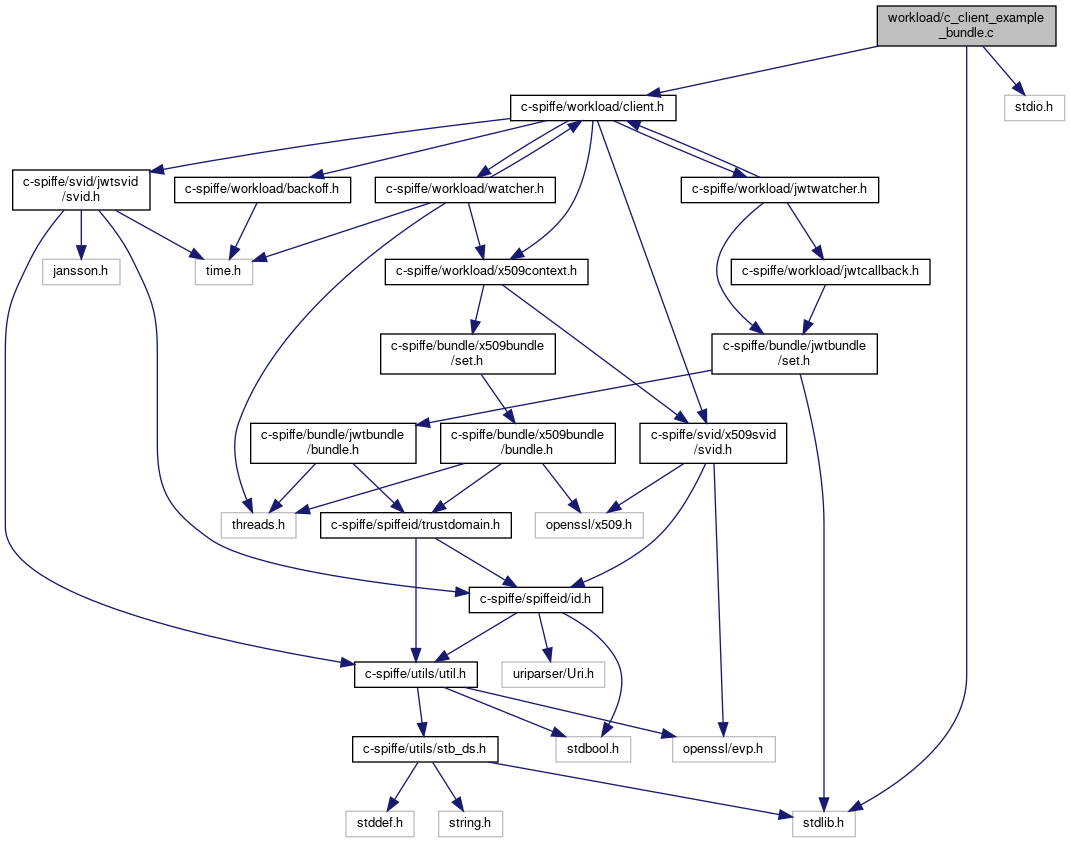 workload/c_client_example
_bundle.c
c-spiffe/workload/client.h
stdio.h
c-spiffe/svid/jwtsvid
/svid.h
c-spiffe/workload/backoff.h
c-spiffe/workload/watcher.h
c-spiffe/workload/jwtwatcher.h
jansson.h
time.h
c-spiffe/workload/x509context.h
c-spiffe/workload/jwtcallback.h
c-spiffe/bundle/x509bundle
/set.h
c-spiffe/bundle/jwtbundle
/set.h
c-spiffe/bundle/jwtbundle
/bundle.h
c-spiffe/bundle/x509bundle
/bundle.h
c-spiffe/svid/x509svid
/svid.h
threads.h
c-spiffe/spiffeid/trustdomain.h
openssl/x509.h
c-spiffe/spiffeid/id.h
c-spiffe/utils/util.h
uriparser/Uri.h
c-spiffe/utils/stb_ds.h
stdbool.h
openssl/evp.h
stddef.h
string.h
stdlib.h